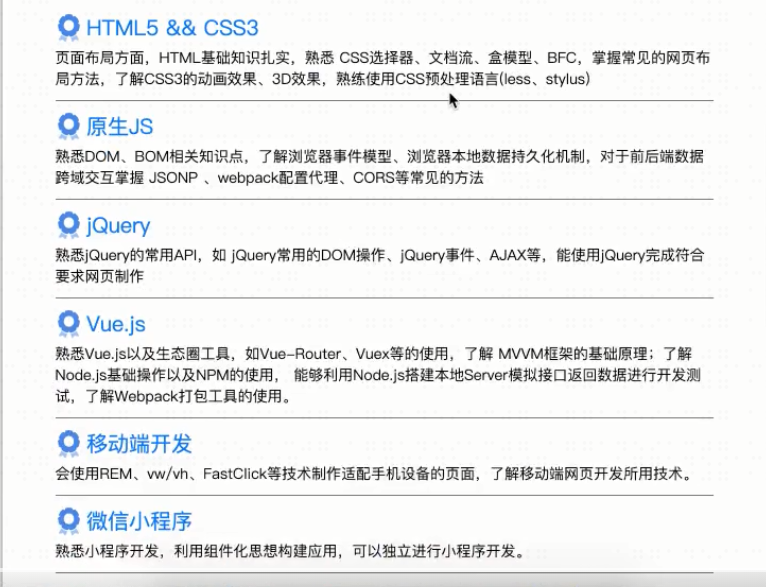 HTML5 && CSS3
页面布局方面，HTML基础知识扎实，熟悉 CSS选择器、文档流、盒模型、BFC，掌握常见的网页布
局方法，了解CSS3的动画效果、3D效果，熟练使用CSS预处理语言(less、stylus)
原生JS
熟悉DOM、BOM相关知识点，了解浏览器事件模型、浏览器本地数据持久化机制，对于前后端数据
跨域交互掌握 JSONP 、webpack配置代理、CORS等常见的方法
jQuery
熟悉jQuery的常用API，如 jQuery常用的DOM操作、jQuery事件、AJAX等，能使用jQuery完成符合
要求网页制作
Vue.js
熟悉Vue.js以及生态圈工具，如Vue-Router、Vuex等的使用，了解 MVVM框架的基础原理；了解
Node.js基础操作以及NPM的使用， 能够利用Node.js搭建本地Server模拟接口返回数据进行开发测
试，了解Webpack打包工具的使用。
移动端开发
会使用REM、vw/vh、FastClick等技术制作适配手机设备的页面，了解移动端网页开发所用技术。
微信小程序
熟悉小程序开发，利用组件化思想构建应用，可以独立进行小程序开发。